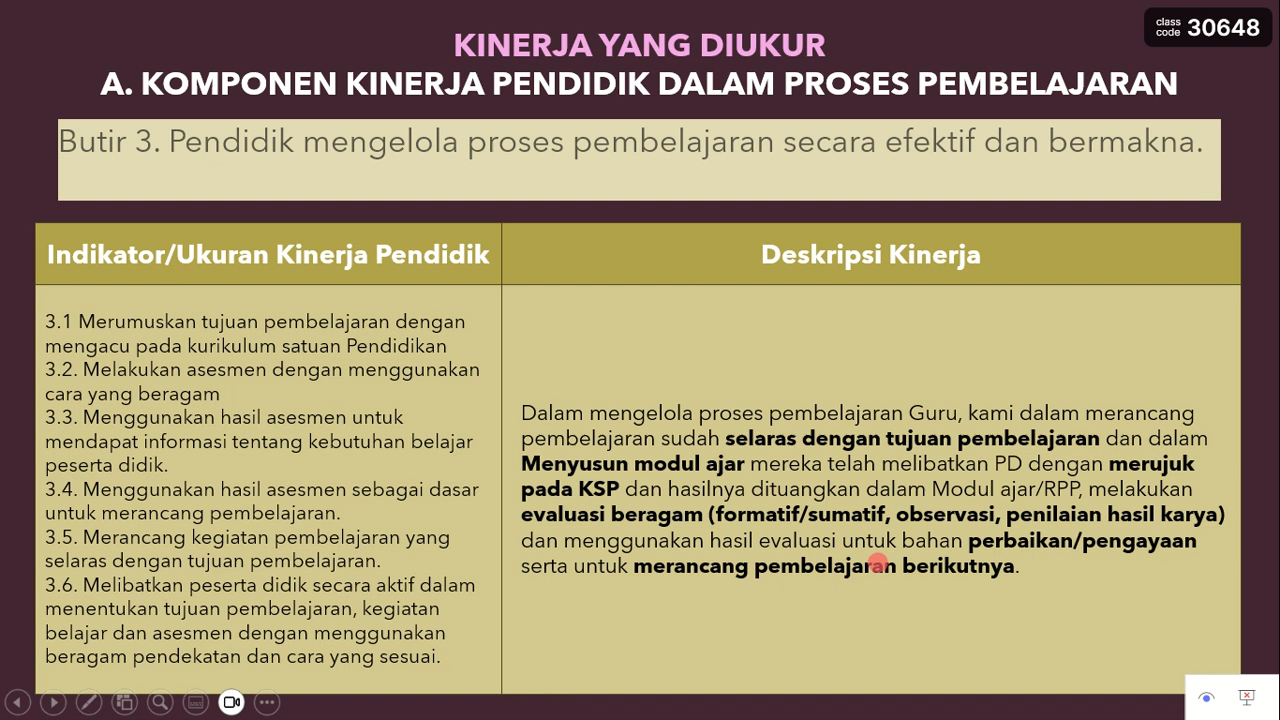 class
code 30648
KINERJA YANG DIUKUR
A. KOMPONEN KINERJA PENDIDIK DALAM PROSES PEMBELAJARAN
Butir 3. Pendidik mengelola proses pembelajaran secara efektif dan bermakna.
Indikator/Ukuran Kinerja Pendidik
3.1 Merumuskan tujuan pembelajaran dengan
mengacu pada kurikulum satuan Pendidikan
3.2. Melakukan asesmen dengan menggunakan
cara yang beragam
3.3. Menggunakan hasil asesmen untuk
mendapat informasi tentang kebutuhan belajar
peserta didik.
3.4. Menggunakan hasil asesmen sebagai dasar
untuk merancang pembelajaran.
3.5. Merancang kegiatan pembelajaran yang
selaras dengan tujuan pembelajaran.
3.6. Melibatkan peserta didik secara aktif dalam
menentukan tujuan pembelajaran, kegiatan
belajar dan asesmen dengan menggunakan
beragam pendekatan dan cara yang sesuai.
Deskripsi Kinerja
Dalam mengelola proses pembelajaran Guru, kami dalam merancang
pembelajaran sudah selaras dengan tujuan pembelajaran dan dalam
Menyusun modul ajar mereka telah melibatkan PD dengan merujuk
pada KSP dan hasilnya dituangkan dalam Modul ajar/RPP, melakukan
evaluasi beragam (formatif/sumatif, observasi, penilaian hasil karya)
dan menggunakan hasil evaluasi untuk bahan perbaikan/pengayaan
serta untuk merancang pembelajaran berikutnya.